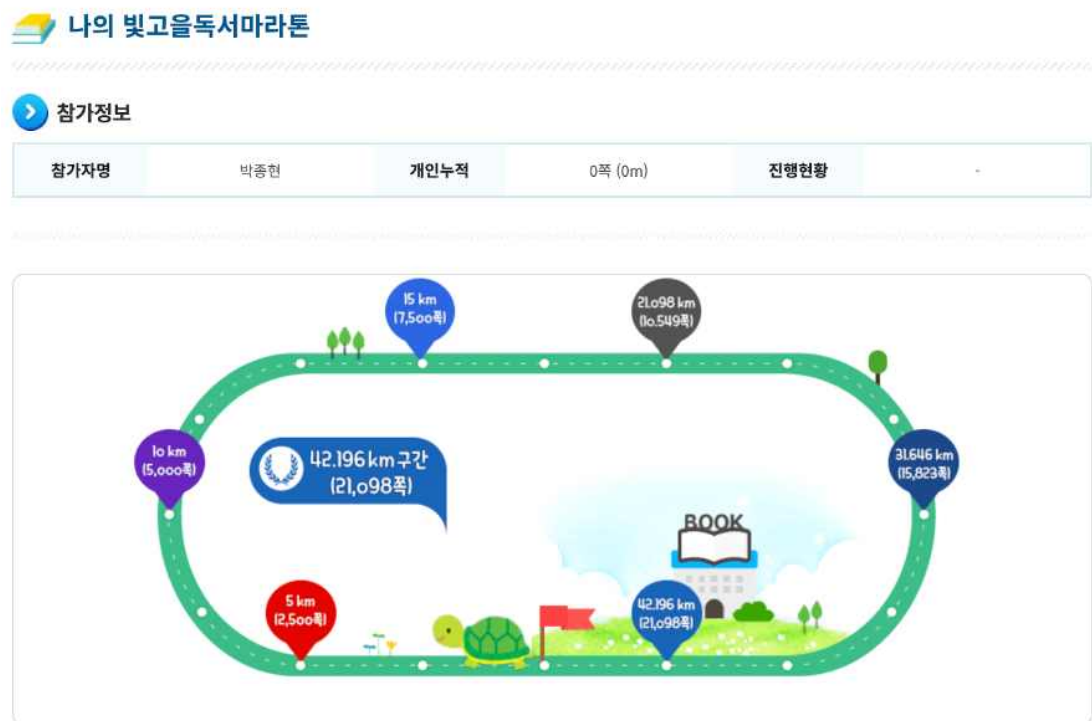 나의 빛고을독서마라톤
참가정보
참가자명 박종현 개인누적 0쪽 (0m) 진행현황 -
15 km
(7,500쪽)
21.098 km
(10.549쪽)
10 km
(5,000쪽)
42.196 km 구간
(21,098쪽)
31.646 km
(15,823쪽)
BOOK
5 km
(2,500쪽)
42.196 km
(21,098쪽)